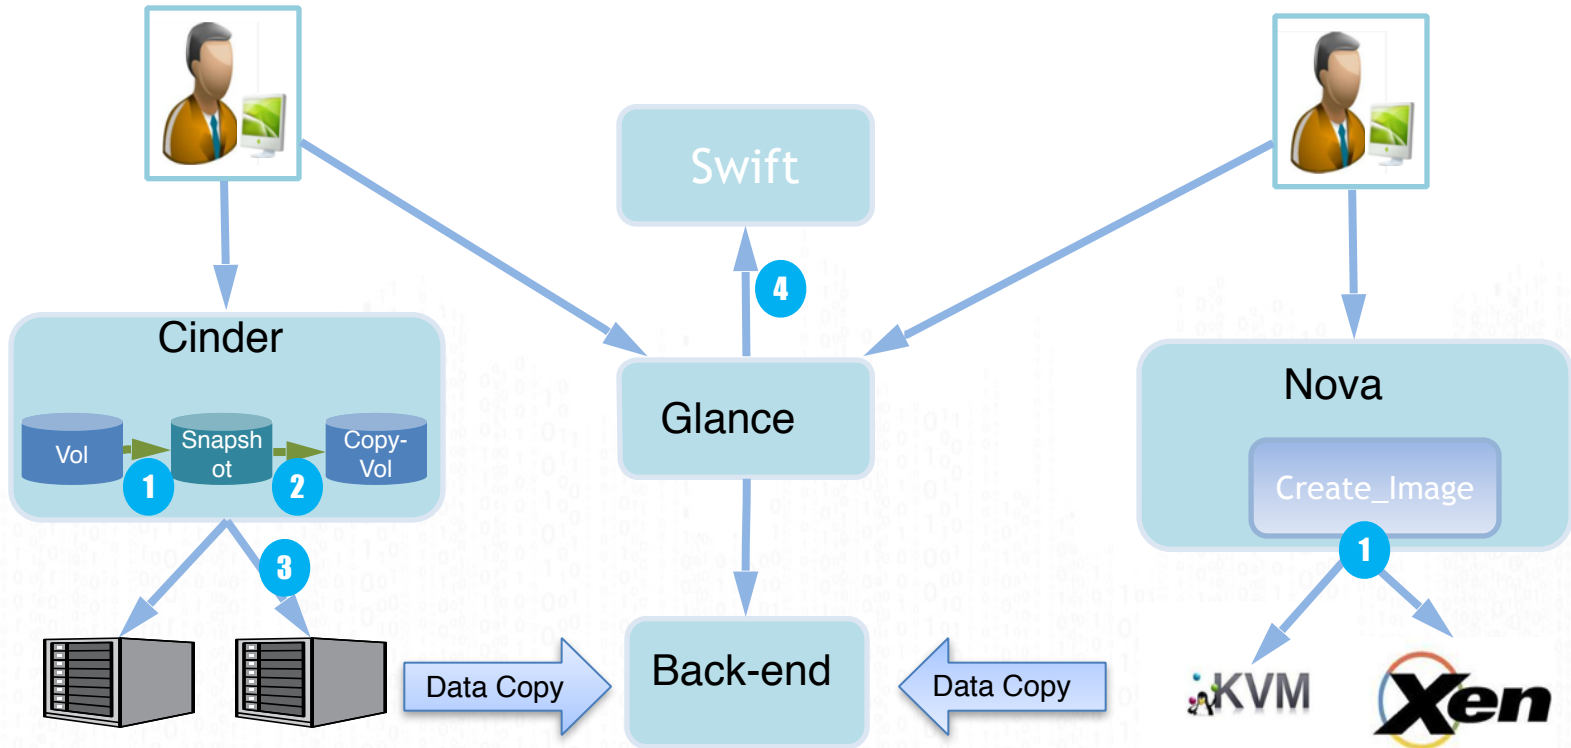 Swift
4
Cinder
Vol
Snapsh
ot
Copy-
Vol
1
2
3
Glance
Nova
Create_Image
1
Data Copy
Back-end
Data Copy
KVM
Xen